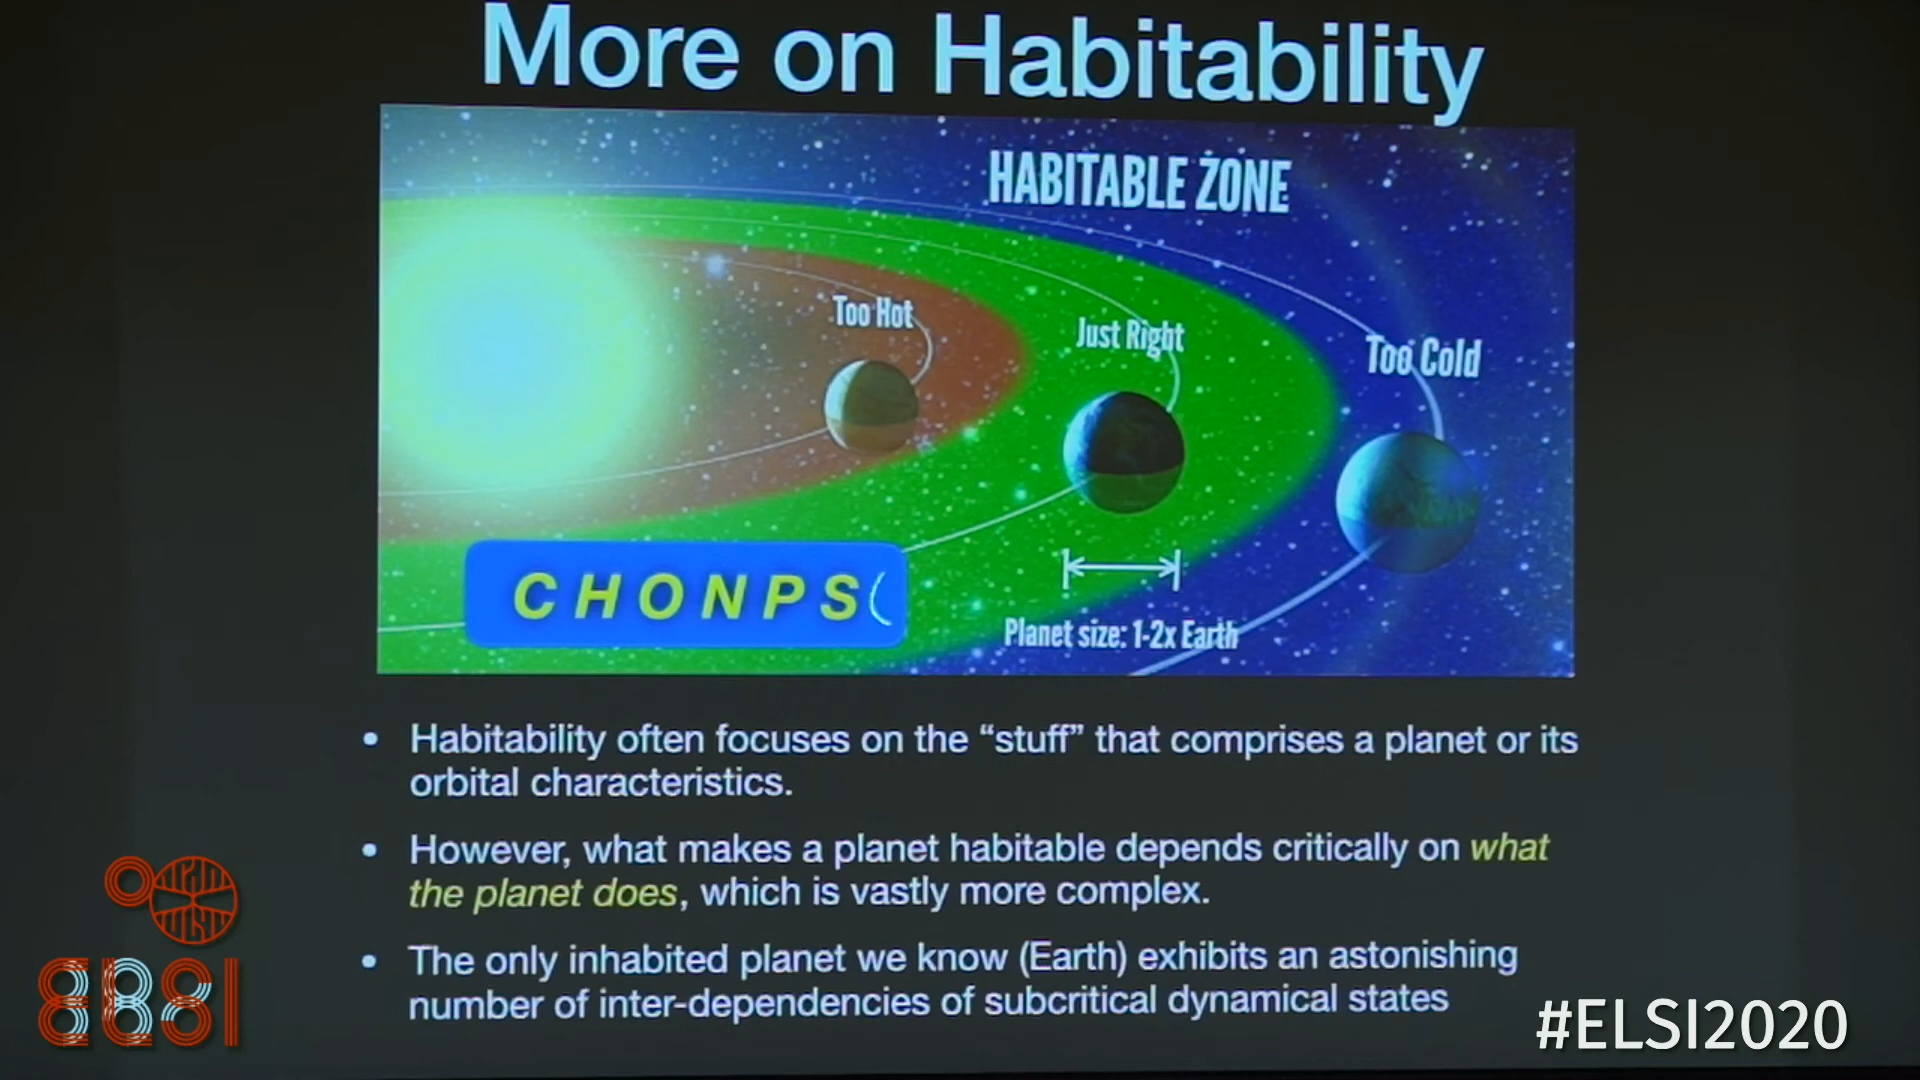 More on Habitability
HABITABLE ZONE
Too Hot
Just Right
Too Cold
CHONPS
Planet size: 1-2x Earth
• Habitability often focuses on the “stuff” that comprises a planet or its
orbital characteristics.
• However, what makes a planet habitable depends critically on what
the planet does, which is vastly more complex.
• The only inhabited planet we know (Earth) exhibits an astonishing
number of inter-dependencies of subcritical dynamical states
ELSI
#ELSI2020